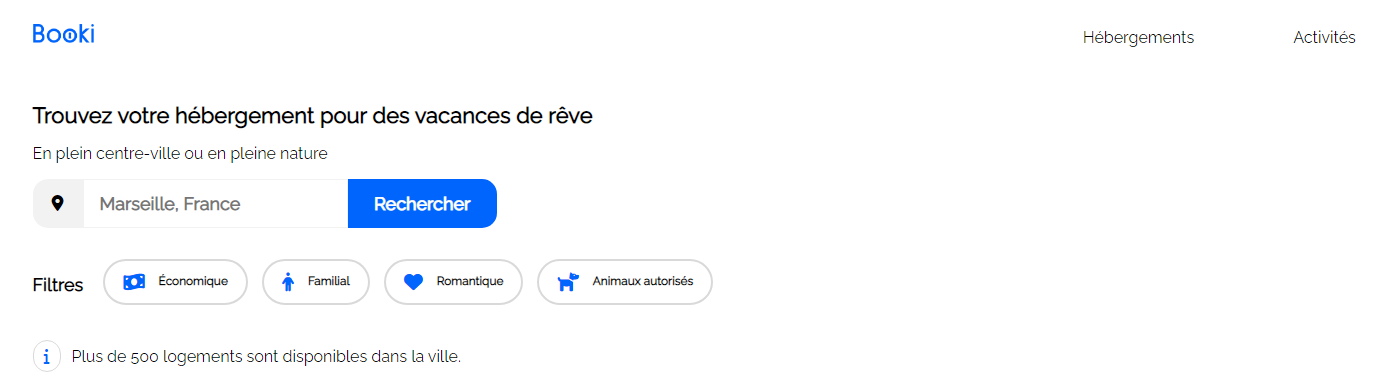 Booki
Hébergements
Activités
Trouvez votre hébergement pour des vacances de rêve
En plein centre-ville ou en pleine nature
Marseille, France
Rechercher
Filtres
Économique
Familial
Romantique
Animaux autorisés
i
Plus de 500 logements sont disponibles dans la ville.